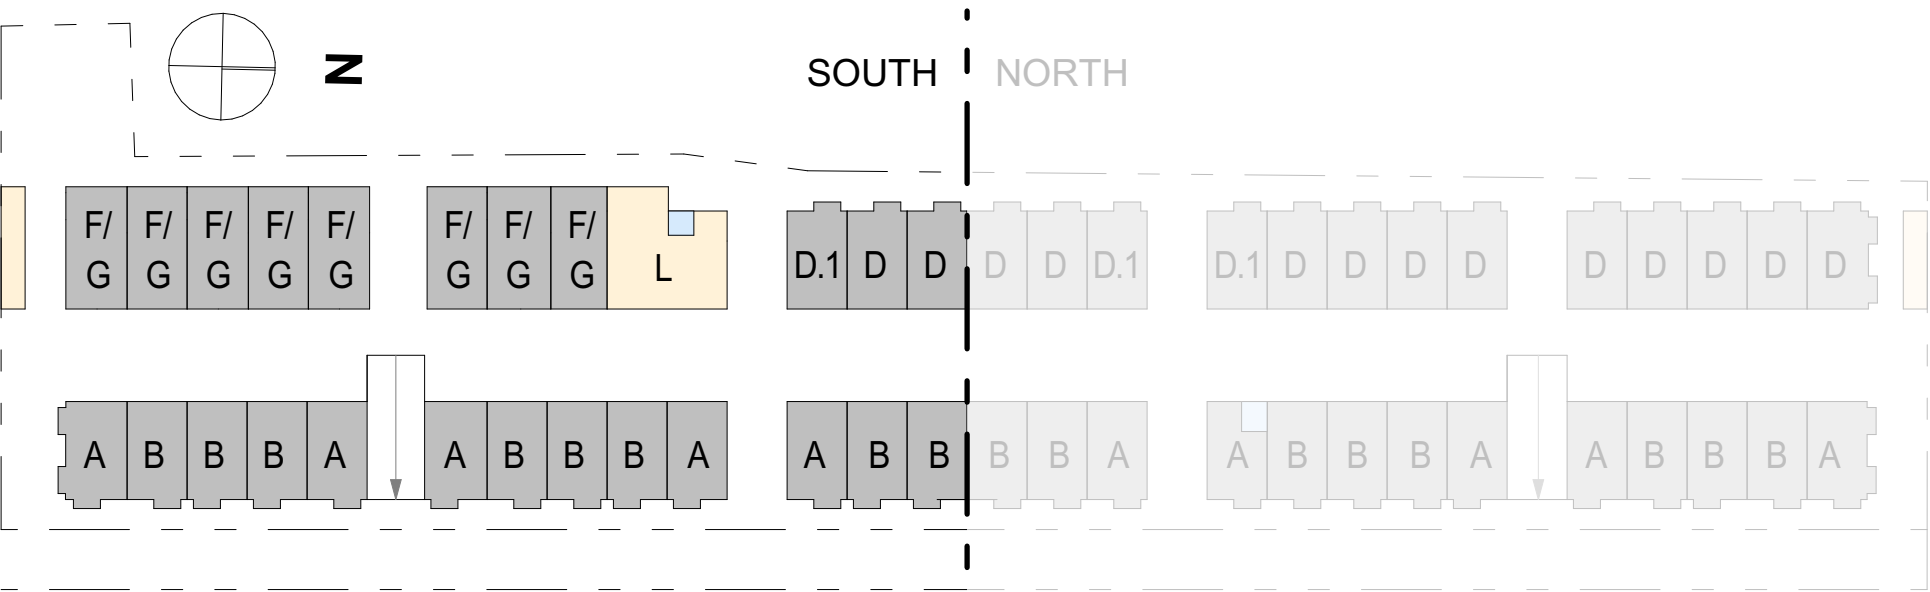 N
SOUTH NORTH
F/ F/ F/ F/ F/ F/ F/ F/
G G G G G G G G L D.1 D D D D D.1 D.1 D D D D D D D D D
A B B B A A B B B A A B B B B A A B B B A A B B B A